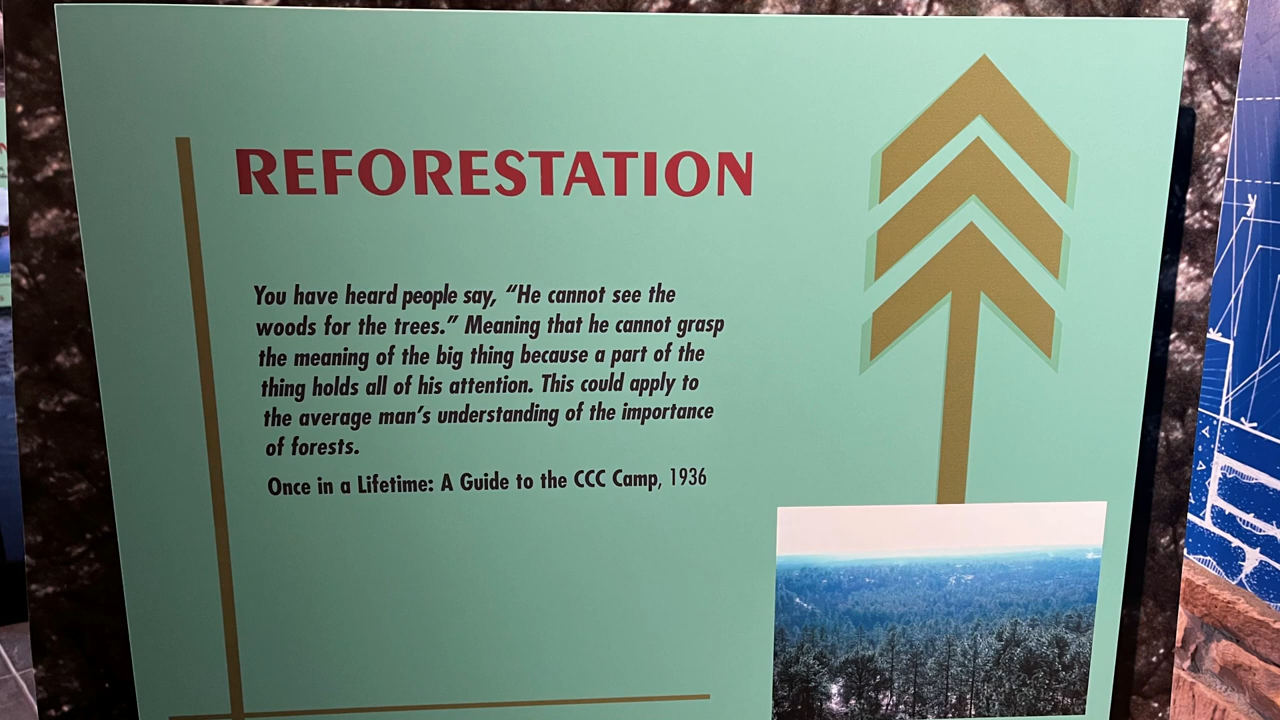 REFORESTATION
You have heard people say, “He cannot see the
woods for the trees.” Meaning that he cannot grasp
the meaning of the big thing because a part of the
thing holds all of his attention. This could apply to
the average man’s understanding of the importance
of forests.
Once in a Lifetime: A Guide to the CCC Camp, 1936